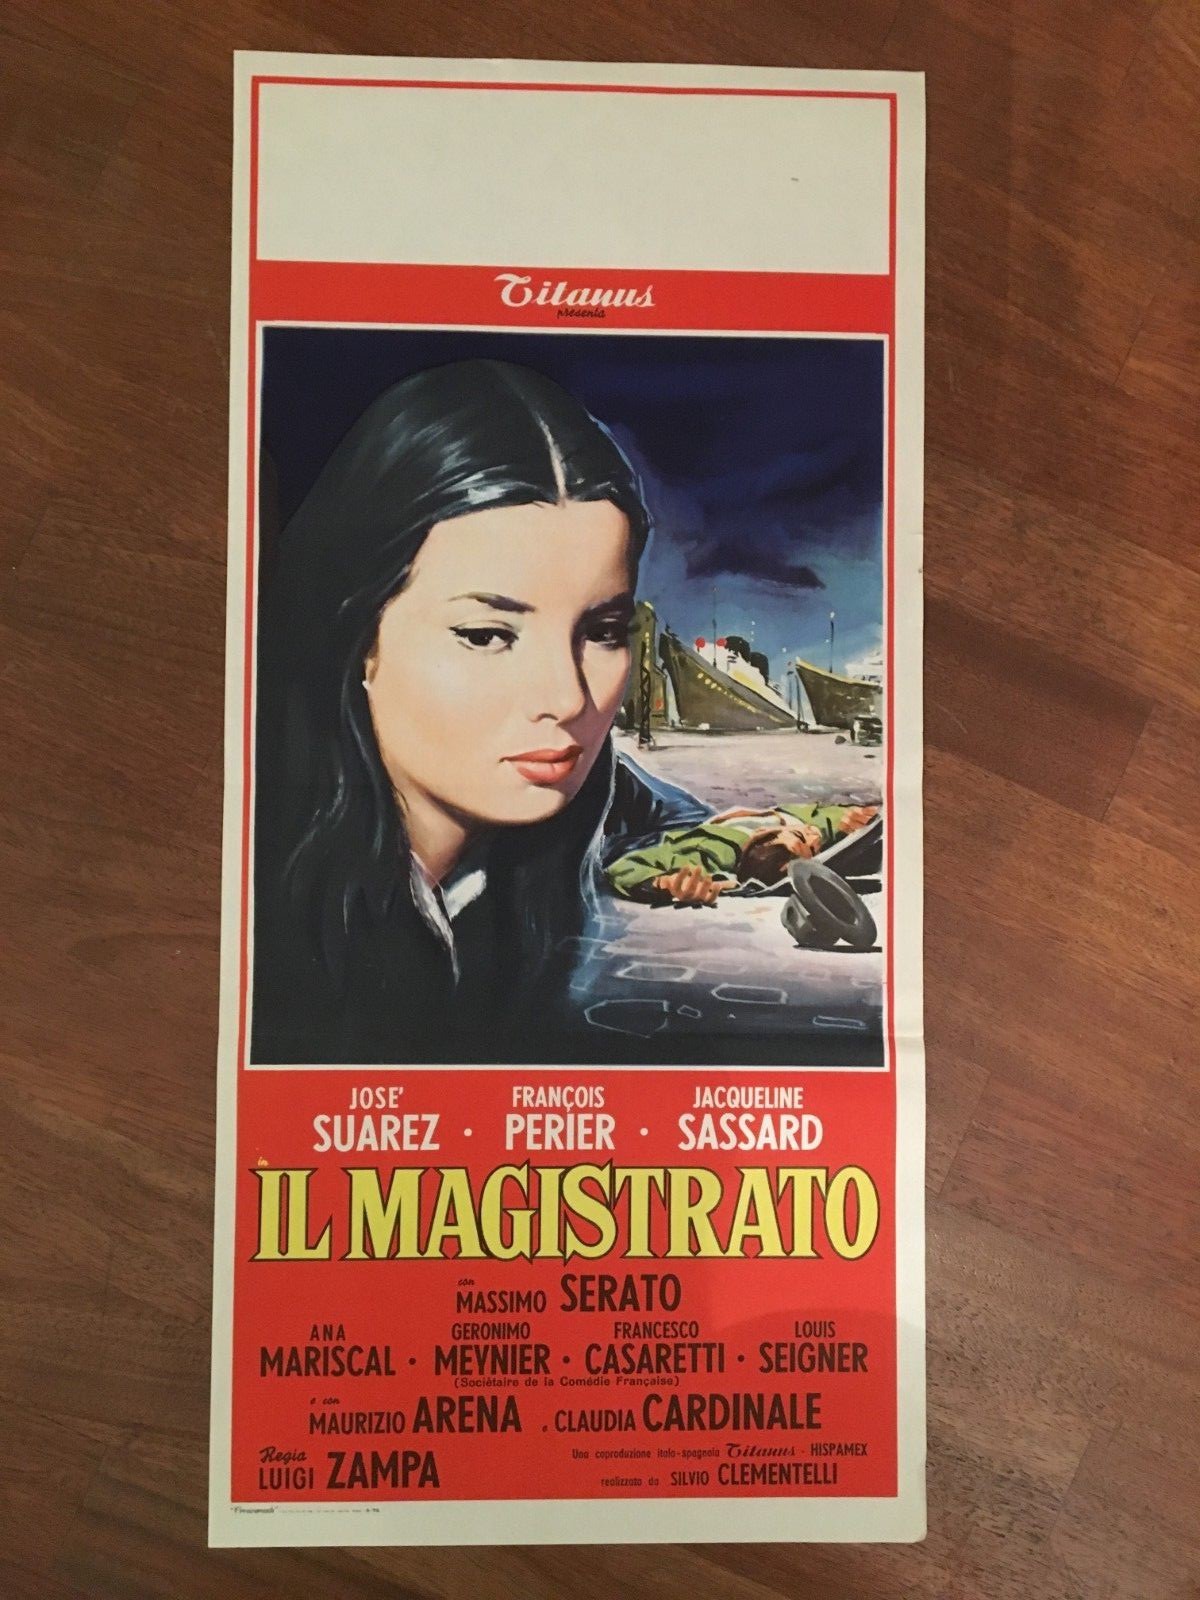 Titanus
presenta
JOSE' FRANÇOIS JACQUELINE
SUAREZ • PERIER • SASSARD
in
IL MAGISTRATO
con
MASSIMO SERATO
ANA GERONIMO FRANCESCO LOUIS
MARISCAL • MEYNIER • CASARETTI • SEIGNER
(Sociétaire de la Comédie Française)
e con
MAURIZIO ARENA e CLAUDIA CARDINALE
Regia
LUIGI ZAMPA
Una coproduzione italo-spagnola Titanus - HISPAMEX
realizzata da SILVIO CLEMENTELLI